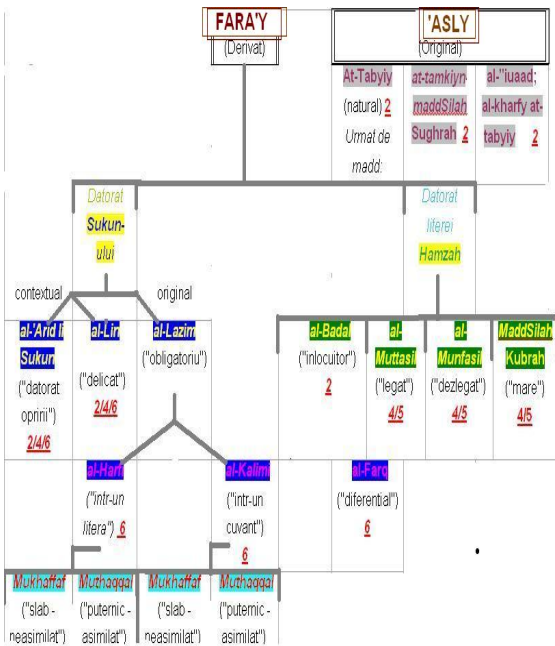 FARA'Y
(Derivat)
'ASLY
(Original)
At-Tabyiy
(natural) 2
Urmat de
madd:
at-tamkiyn-
maddSilah
Sughrah 2
al-''iuaad;
al-kharfy at-
tabyiy 2
Datorat
Sukun-
ului
Datorat
literei
Hamzah
contextual
original
al-'Arid li
Sukun
("datorat
opririi")
2/4/6
al-Lin
("delicat")
2/4/6
al-Lazim
("obligatoriu")
al-Badal
("inlocuitor")
2
al-
Muttasil
("legat")
4/5
al-
Munfasil
("dezlegat")
4/5
MaddSilah
Kubrah
("mare")
4/5
al-Harfi
("intr-un
litera") 6
al-Kalimi
("intr-un
cuvant")
6
al-Farq
("diferential")
6
Mukhaffaf
("slab -
neasimilat")
Muthaqqal
("puternic -
asimilat")
Mukhaffaf
("slab -
neasimilat")
Muthaqqal
("puternic -
asimilat")